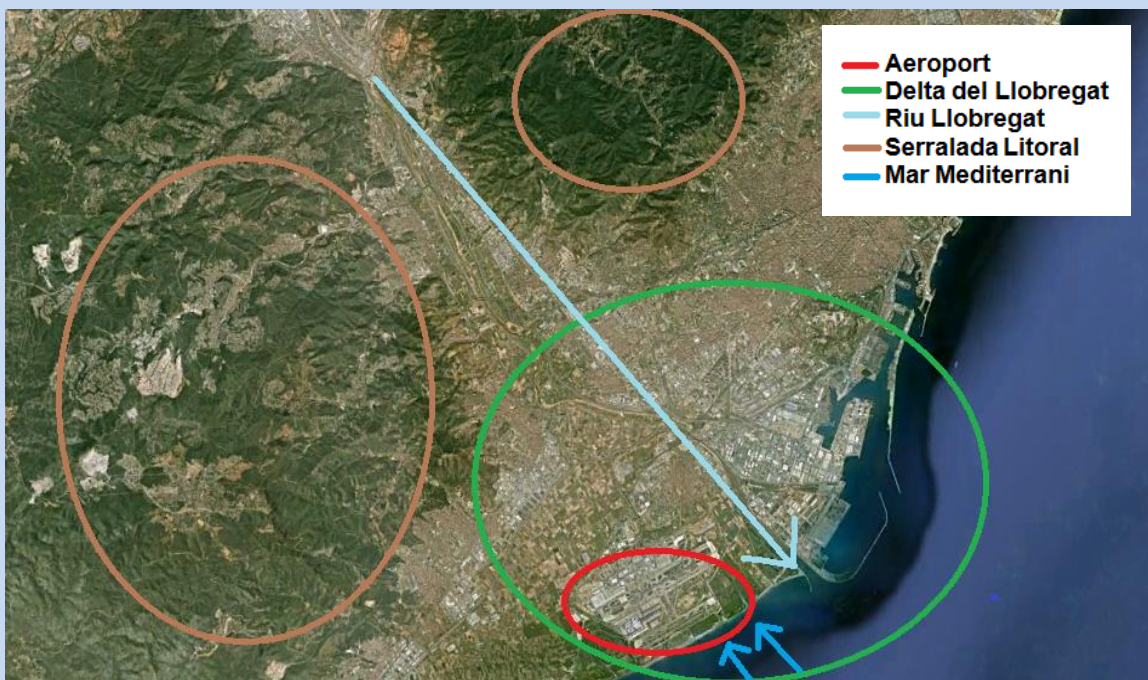 Aeroport
Delta del Llobregat
Riu Llobregat
Serralada Litoral
Mar Mediterrani